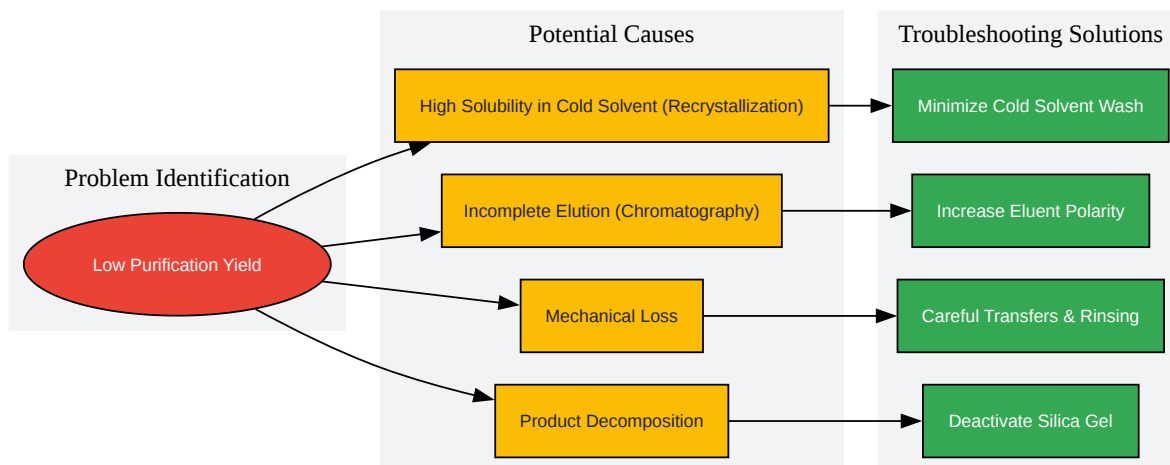 Problem Identification
Low Purification Yield
Potential Causes
High Solubility in Cold Solvent (Recrystallization)
Incomplete Elution (Chromatography)
Mechanical Loss
Product Decomposition
Troubleshooting Solutions
Minimize Cold Solvent Wash
Increase Eluent Polarity
Careful Transfers & Rinsing
Deactivate Silica Gel